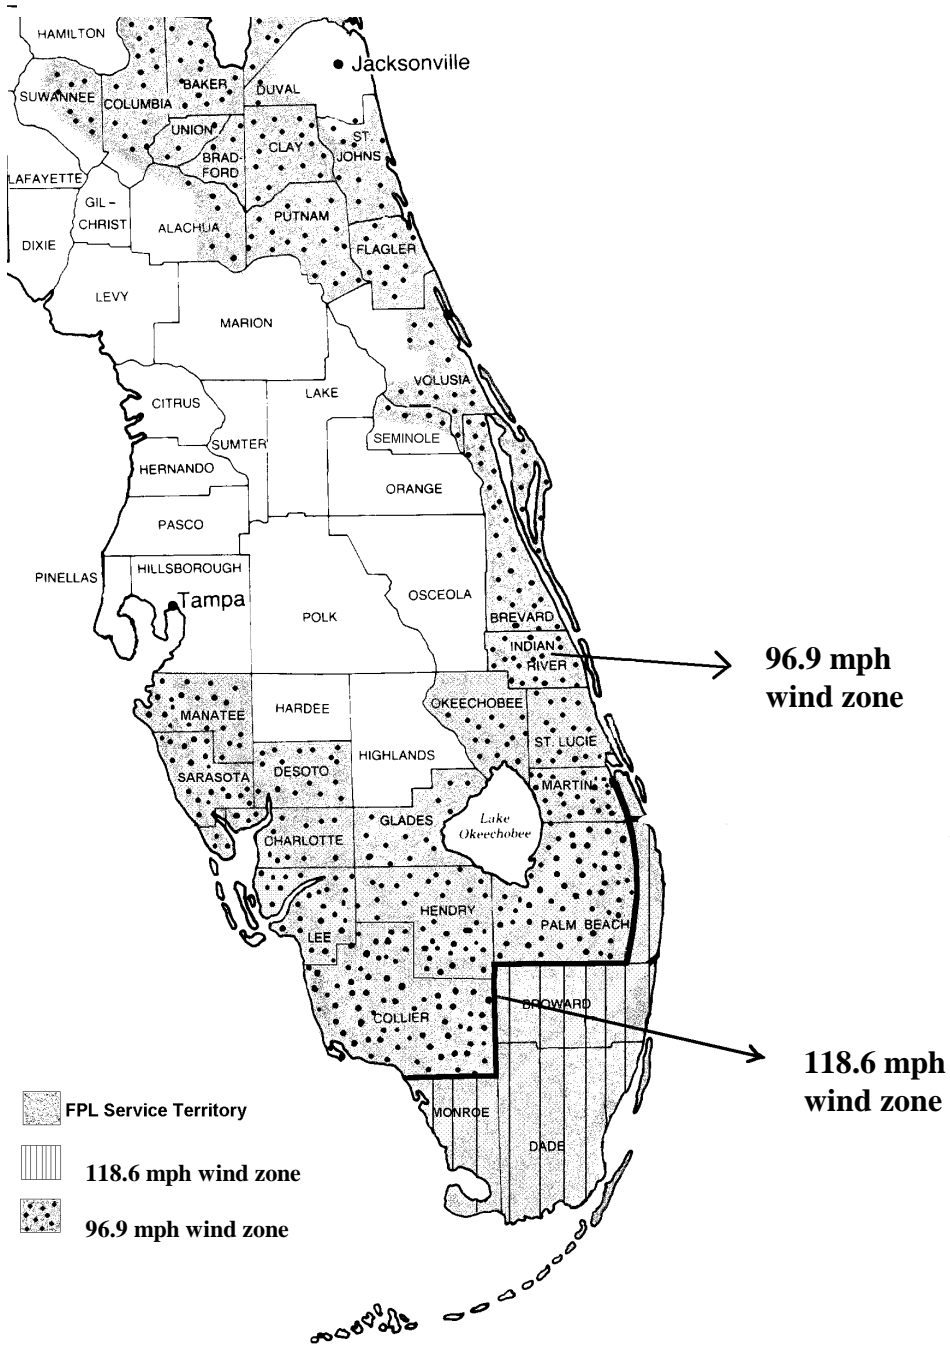 HAMILTON
Jacksonville
SUWANNEE
COLUMBIA
BAKER
DUVAL
UNION
BRAD-
FORD
CLAY
ST.
JOHNS
LAFAYETTE
GIL-
CHRIST
ALACHUA
PUTNAM
DIXIE
FLAGLER
LEVY
MARION
VOLUSIA
LAKE
CITRUS
SUMTER
SEMINOLE
HERNANDO
ORANGE
PASCO
PINELLAS
HILLSBOROUGH
Tampa
OSCEOLA
POLK
BREVARD
INDIAN
RIVER
96.9 mph
wind zone
MANATEE
HARDEE
OKEECHOBEE
HIGHLANDS
ST. LUCIE
SARASOTA
DESOTO
MARTIN
CHARLOTTE
GLADES
Lake
Okeechobee
HENDRY
PALM BEACH
LEE
BROWARD
COLLIER
118.6 mph
wind zone
MONROE
DADE
FPL Service Territory
118.6 mph wind zone
96.9 mph wind zone